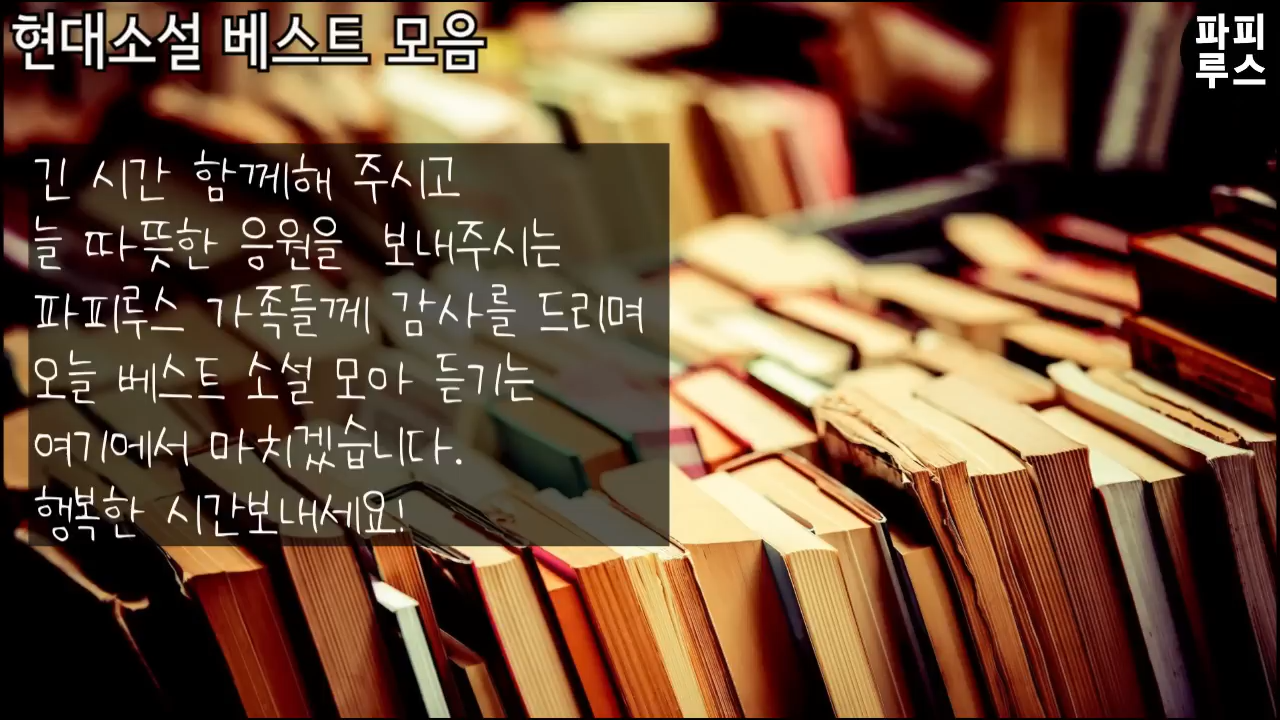 현대소설 베스트 모음
파피
루스
긴 시간 함께해 주시고
늘 따뜻한 응원을 보내주시는
파피루스 가족들께 감사를 드리며
오늘 베스트 소설 모아 듣기는
여기에서 마치겠습니다.
행복한 시간보내세요!